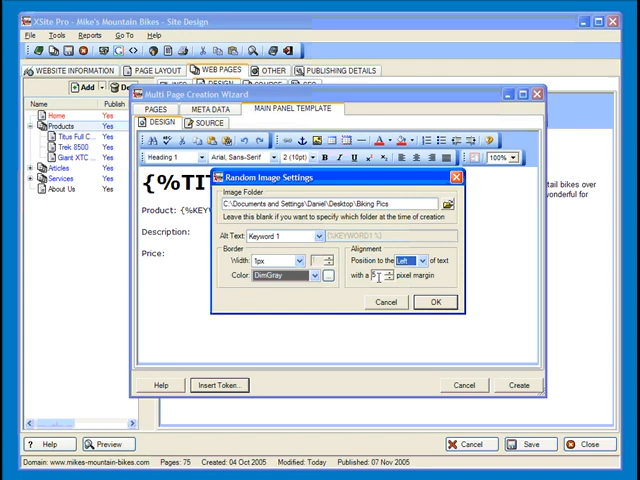 XSite Pro - Mike's Mountain Bikes - Site Design
File Tools Reports Go To Help
WEBSITE INFORMATION PAGE LAYOUT WEB PAGES OTHER PUBLISHING DETAILS
Add
Name Publish
Home Yes
Products Yes
Titus Full C... Yes
Trek 8500 Yes
Giant XTC ... Yes
Articles Yes
Services Yes
About Us Yes
Multi Page Creation Wizard
PAGES META DATA MAIN PANEL TEMPLATE
DESIGN SOURCE
Heading 1 Arial, Sans-Serif 2 (10pt) B I U 100%
{%TIT
Product: {%KEYW
Description:
Price:
tail bikes over
wonderful for
Random Image Settings
Image Folder
C:\Documents and Settings\Daniel\Desktop\Biking Pics
Leave this blank if you want to specify which folder at the time of creation
Alt Text: Keyword 1 {%KEYWORD1 %}
Border Alignment
Width: 1px 1 Position to the Left of text
Color: DimGray ... with a 5 pixel margin
Cancel OK
Help Insert Token... Cancel Create
Help Preview Cancel Save Close
Domain: www.mikes-mountain-bikes.com Pages: 75 Created: 04 Oct 2005 Modified: Today Published: 07 Nov 2005